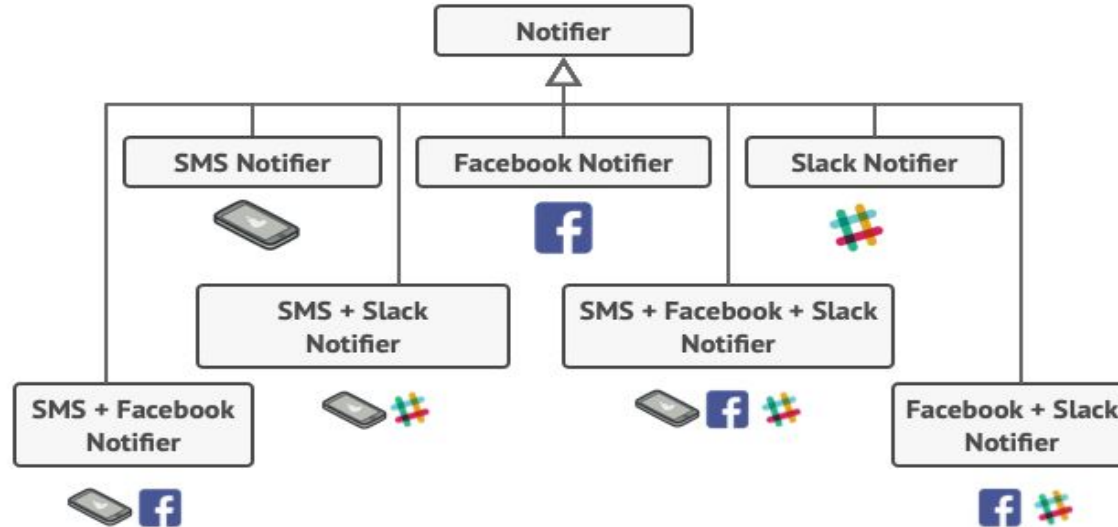 Notifier
SMS Notifier
Facebook Notifier
Slack Notifier
SMS + Slack
Notifier
SMS + Facebook + Slack
Notifier
SMS + Facebook
Notifier
Facebook + Slack
Notifier